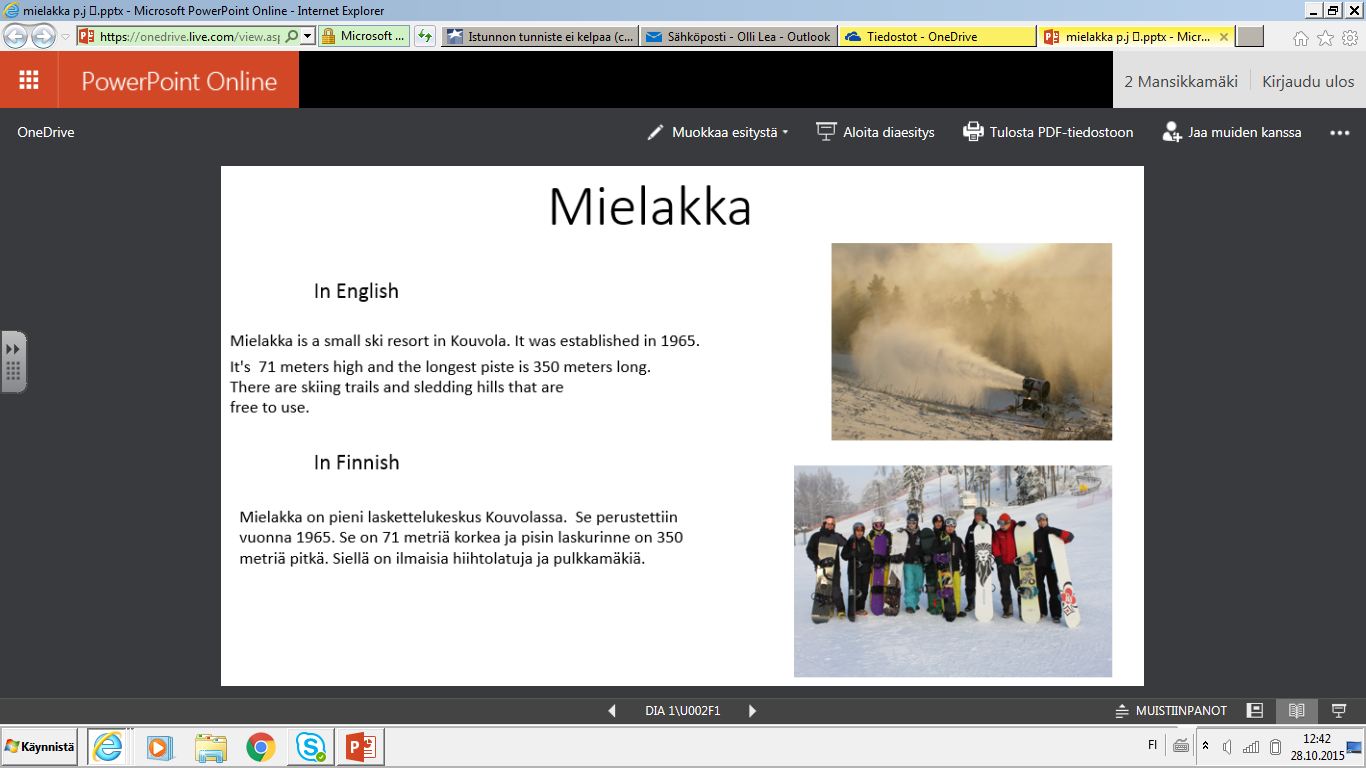 mielakka p.j .pptx - Microsoft PowerPoint Online - Internet Explorer
https://onedrive.live.com/view.asp
Microsoft ...
Istunnon tunniste ei kelpaa (c...
Sähköposti - Olli Lea - Outlook
Tiedostot - OneDrive
mielakka p.j .pptx - Micr...
PowerPoint Online
2 Mansikkamäki
Kirjaudu ulos
OneDrive
Muokkaa esitystä
Aloita diaesitys
Tulosta PDF-tiedostoon
Jaa muiden kanssa
Mielakka
In English
Mielakka is a small ski resort in Kouvola. It was established in 1965.
It's 71 meters high and the longest piste is 350 meters long.
There are skiing trails and sledding hills that are
free to use.
In Finnish
Mielakka on pieni laskettelukeskus Kouvolassa. Se perustettiin
vuonna 1965. Se on 71 metriä korkea ja pisin laskurinne on 350
metriä pitkä. Siellä on ilmaisia hiihtolatuja ja pulkkamäkiä.
DIA 1\U002F1
MUISTIINPANOT
Käynnistä
FI
12:42
28.10.2015